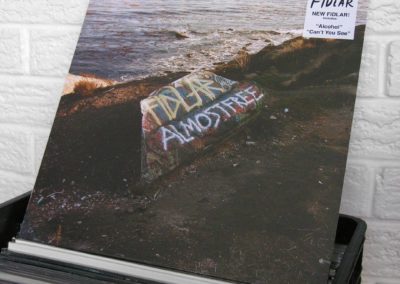 FIDLAR
NEW FIDLAR!
"Alcohol"
"Can't You See"
FIDLAR
ALMOST FREE